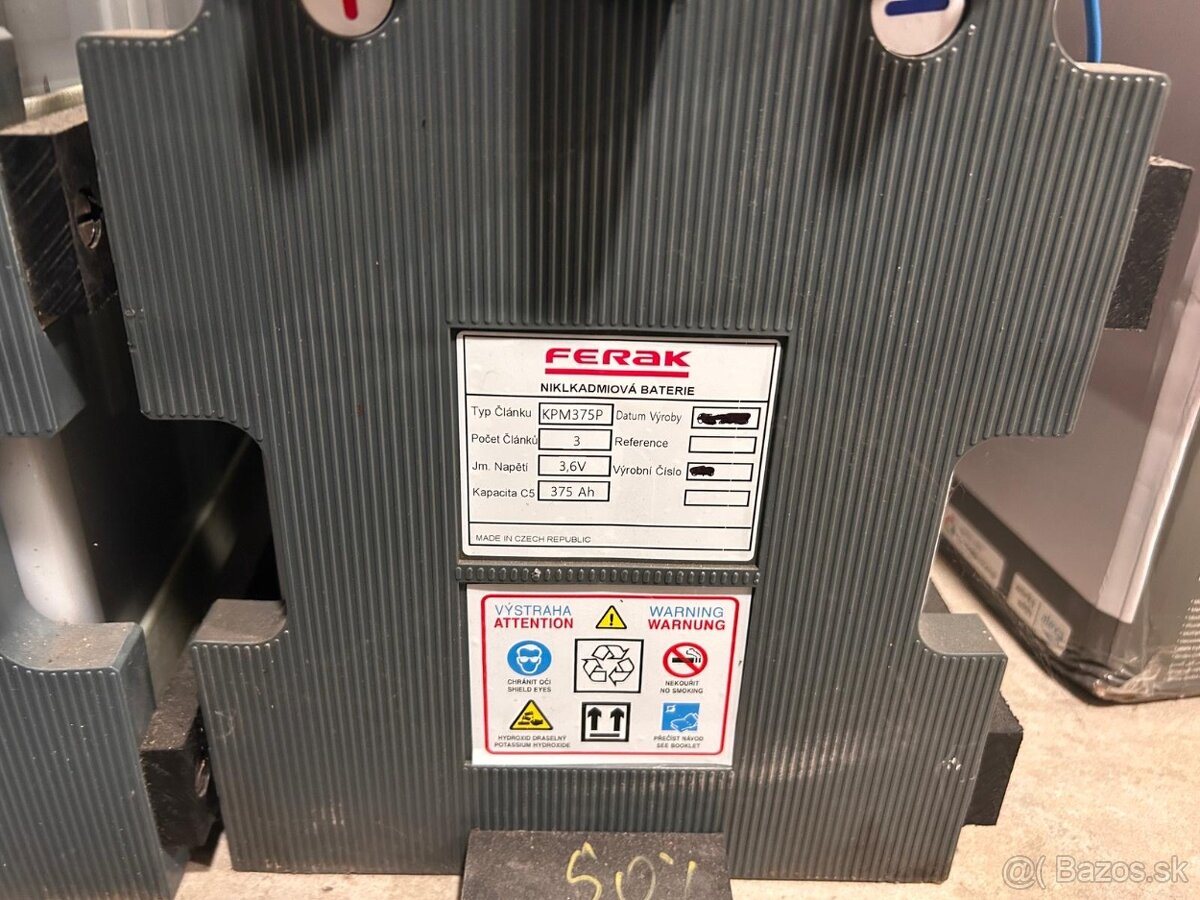 FERAK
NIKLKADMIOVÁ BATERIE
Typ Článku KPM375P Datum Výroby
Počet Článků 3 Reference
Jm. Napětí 3,6V Výrobní Číslo
Kapacita C5 375 Ah
MADE IN CZECH REPUBLIC
VÝSTRAHA WARNING
ATTENTION WARNUNG
CHRÁNIT OČI NEKOUŘIT
SHIELD EYES NO SMOKING
HYDROXID DRASELNÝ PŘEČÍST NÁVOD
POTASSIUM HYDROXIDE SEE BOOKLET
@( Bazos.sk